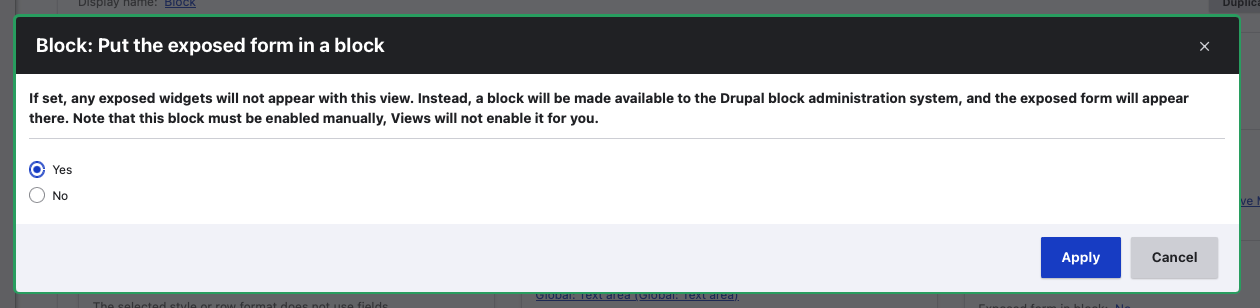 Display name: Block
Duplica
Block: Put the exposed form in a block
If set, any exposed widgets will not appear with this view. Instead, a block will be made available to the Drupal block administration system, and the exposed form will appear
there. Note that this block must be enabled manually, Views will not enable it for you.
Yes
No
ve M
Apply
Cancel
Global: Text area (Global: Text area)
The selected style or row format does not use fields.
Exposed form in block: No